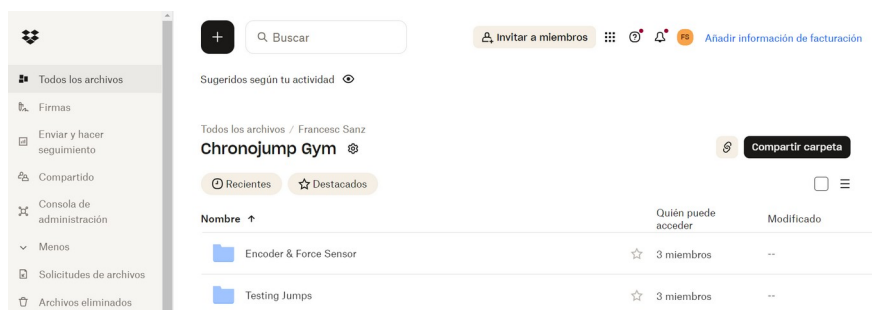 Buscar
Invitar a miembros
FS
Añadir información de facturación
Todos los archivos
Firmas
Enviar y hacer
seguimiento
Compartido
Consola de
administración
Menos
Solicitudes de archivos
Archivos eliminados
Sugeridos según tu actividad
Todos los archivos / Francesc Sanz
Chronojump Gym
Compartir carpeta
Recientes
Destacados
Nombre ↑
Quién puede
acceder
Modificado
Encoder & Force Sensor
3 miembros
--
Testing Jumps
3 miembros
--